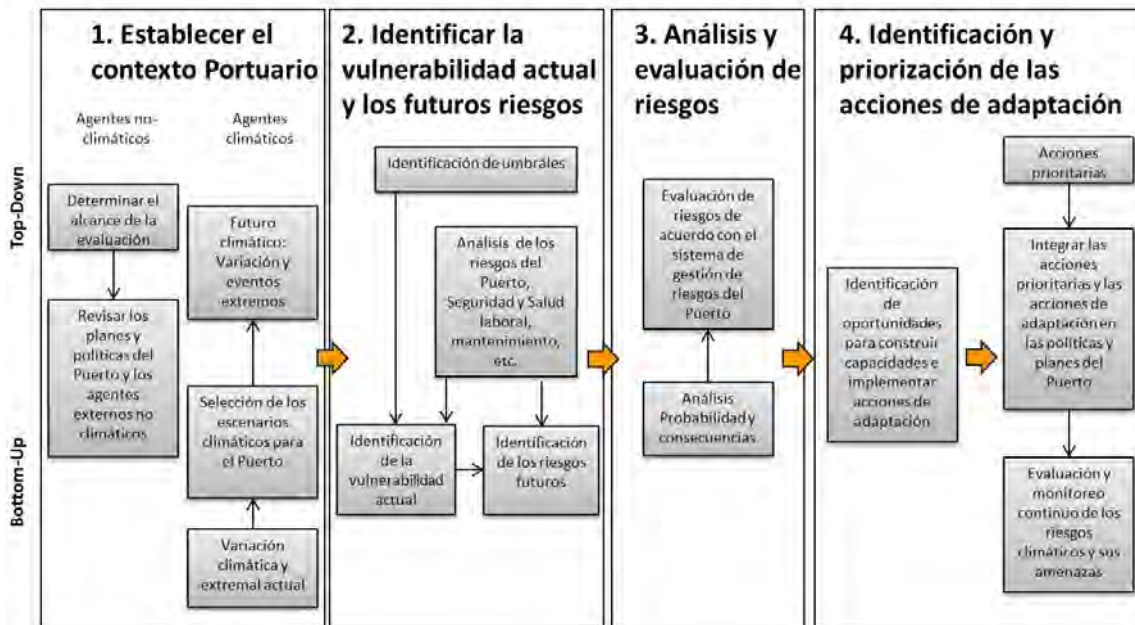 1. Establecer el
contexto Portuario
Agentes no-
climáticos
Agentes
climáticos
Determinar el
alcance de la
evaluación
Revisar los
planes y
políticas del
Puerto y los
agentes
externos no
climáticos
Futuro
climático:
Variación y
eventos
extremos
Selección de los
escenarios
climáticos para
el Puerto
Variación
climática y
extremal actual
2. Identificar la
vulnerabilidad actual
y los futuros riesgos
Identificación de umbrales
Análisis de los
riesgos del
Puerto,
Seguridad y Salud
laboral,
mantenimiento,
etc.
Identificación
de la
vulnerabilidad
actual
Identificación
de los riesgos
futuros
3. Análisis y
evaluación de
riesgos
Evaluación de
riesgos de
acuerdo con el
sistema de
gestión de
riesgos del
Puerto
Análisis
Probabilidad y
consecuencias
4. Identificación y
priorización de las
acciones de adaptación
Identificación
de
oportunidades
para construir
capacidades e
implementar
acciones de
adaptación
Acciones
prioritarias
Integrar las
acciones
prioritarias y las
acciones de
adaptación en
las políticas y
planes del
Puerto
Evaluación y
monitoreo
continuo de los
riesgos
climáticos y sus
amenazas
Top-Down
Bottom-Up